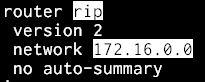 router rip
version 2
network 172.16.0.0
no auto-summary